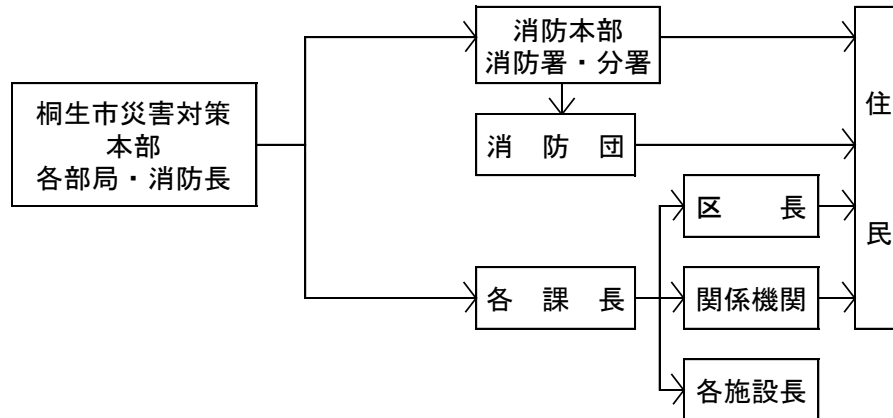 桐生市災害対策
本部
各部局・消防長
消防本部
消防署・分署
消　防　団
各　課　長
区　　長
関係機関
各施設長
住
民